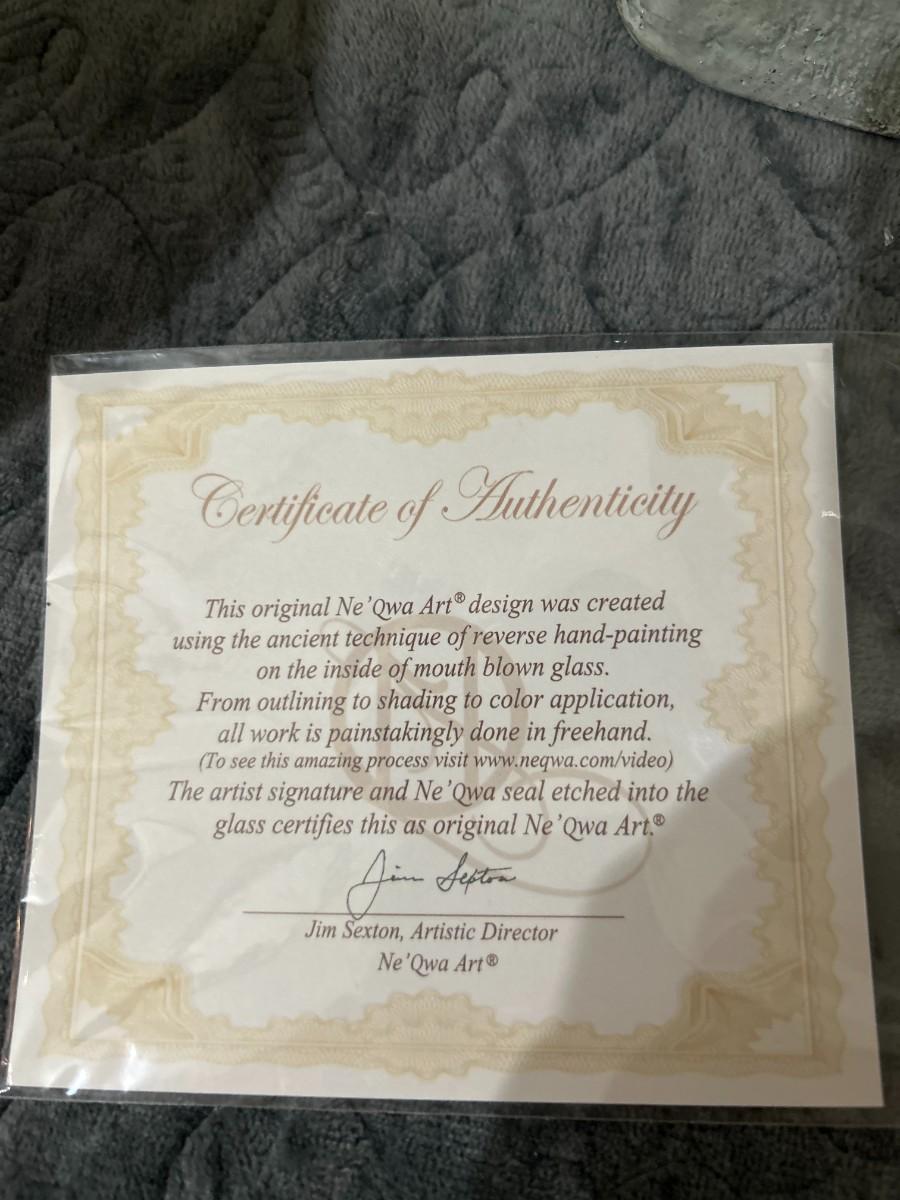 Certificate of Authenticity
This original Ne’Qwa Art® design was created
using the ancient technique of reverse hand-painting
on the inside of mouth blown glass.
From outlining to shading to color application,
all work is painstakingly done in freehand.
(To see this amazing process visit www.neqwa.com/video)
The artist signature and Ne’Qwa seal etched into the
glass certifies this as original Ne’Qwa Art.®
Jim Sexton
Jim Sexton, Artistic Director
Ne’Qwa Art®